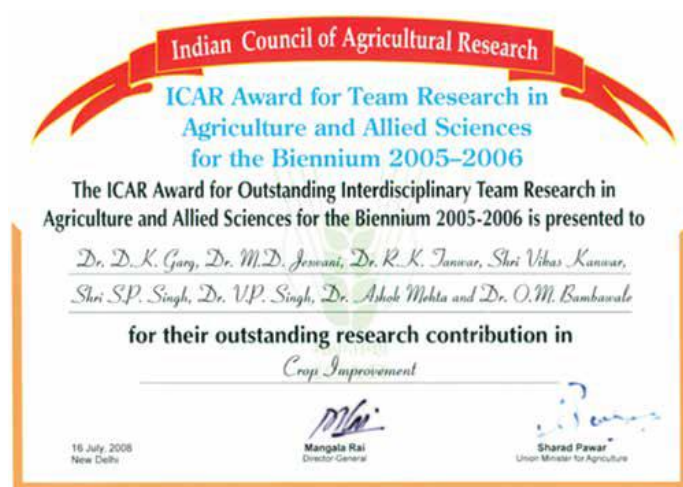 Indian Council of Agricultural Research
ICAR Award for Team Research in
Agriculture and Allied Sciences
for the Biennium 2005–2006
The ICAR Award for Outstanding Interdisciplinary Team Research in
Agriculture and Allied Sciences for the Biennium 2005-2006 is presented to
Dr. D.K. Garg, Dr. M.D. Jeswani, Dr. R.K. Tanwar, Shri Vikas Kanwar,
Shri S.P. Singh, Dr. V.P. Singh, Dr. Ashok Mehta and Dr. O.M. Bambawale
for their outstanding research contribution in
Crop Improvement
16 July, 2008
New Delhi
Mangala Rai
Director-General
Sharad Pawar
Union Minister for Agriculture